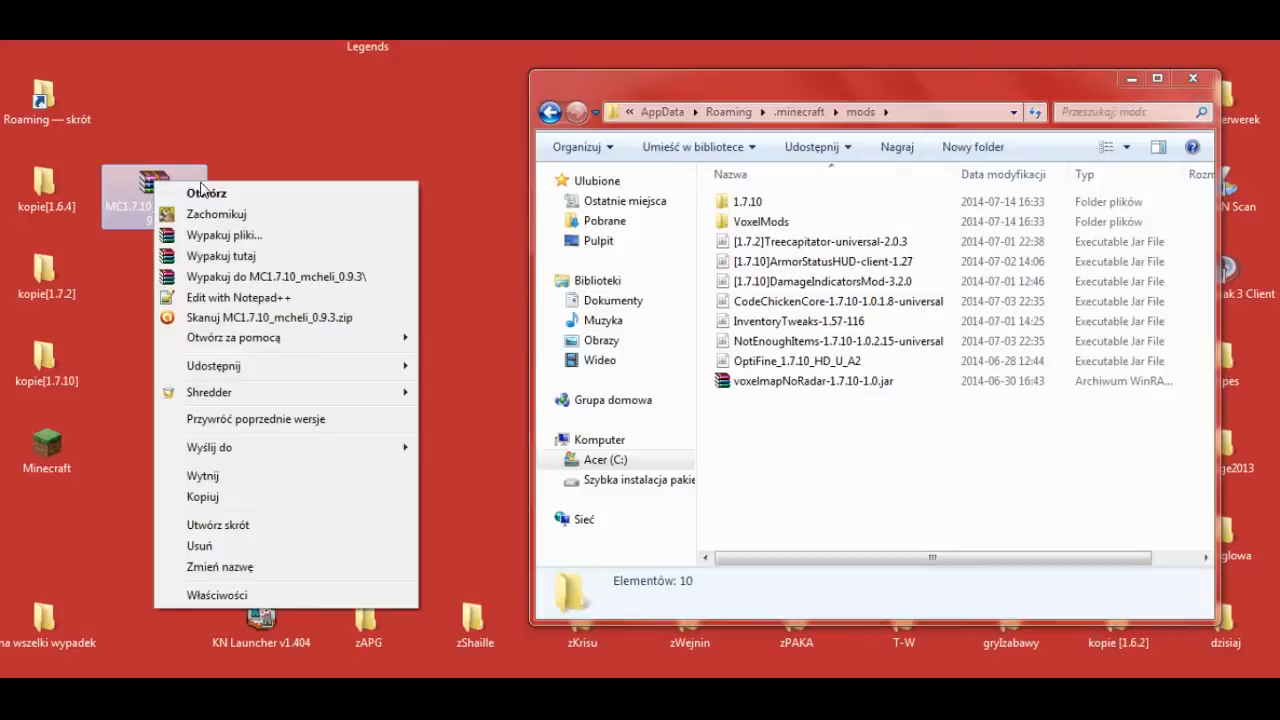 Legends
Roaming — skrót
kopie[1.6.4]
kopie[1.7.2]
kopie[1.7.10]
Minecraft
na wszelki wypadek
MC1.7.10_
9
Otwórz
Zachomikuj
Wypakuj pliki...
Wypakuj tutaj
Wypakuj do MC1.7.10_mcheli_0.9.3\
Edit with Notepad++
Skanuj MC1.7.10_mcheli_0.9.3.zip
Otwórz za pomocą
Udostępnij
Shredder
Przywróć poprzednie wersje
Wyślij do
Wytnij
Kopiuj
Utwórz skrót
Usuń
Zmień nazwę
Właściwości
« AppData Roaming .minecraft mods
Przeszukaj: mods
Organizuj Umieść w bibliotece Udostępnij Nagraj Nowy folder
Ulubione
Ostatnie miejsca
Pobrane
Pulpit
Biblioteki
Dokumenty
Muzyka
Obrazy
Wideo
Grupa domowa
Komputer
Acer (C:)
Szybka instalacja pakie
Sieć
Nazwa Data modyfikacji Typ Rozm
1.7.10 2014-07-14 16:33 Folder plików
VoxelMods 2014-07-14 16:33 Folder plików
[1.7.2]Treecapitator-universal-2.0.3 2014-07-01 22:38 Executable Jar File
[1.7.10]ArmorStatusHUD-client-1.27 2014-07-02 14:06 Executable Jar File
[1.7.10]DamageIndicatorsMod-3.2.0 2014-07-01 12:46 Executable Jar File
CodeChickenCore-1.7.10-1.0.1.8-universal 2014-07-03 22:35 Executable Jar File
InventoryTweaks-1.57-116 2014-07-01 14:25 Executable Jar File
NotEnoughItems-1.7.10-1.0.2.15-universal 2014-07-03 22:35 Executable Jar File
OptiFine_1.7.10_HD_U_A2 2014-06-28 12:44 Executable Jar File
voxelmapNoRadar-1.7.10-1.0.jar 2014-06-30 16:43 Archiwum WinRA...
Elementów: 10
erwerek
N Scan
ak 3 Client
pes
ge2013
glowa
KN Launcher v1.404
zAPG
zShaille
zKrisu
zWejnin
zPAKA
T-W
gry|zabawy
kopie [1.6.2]
dzisiaj